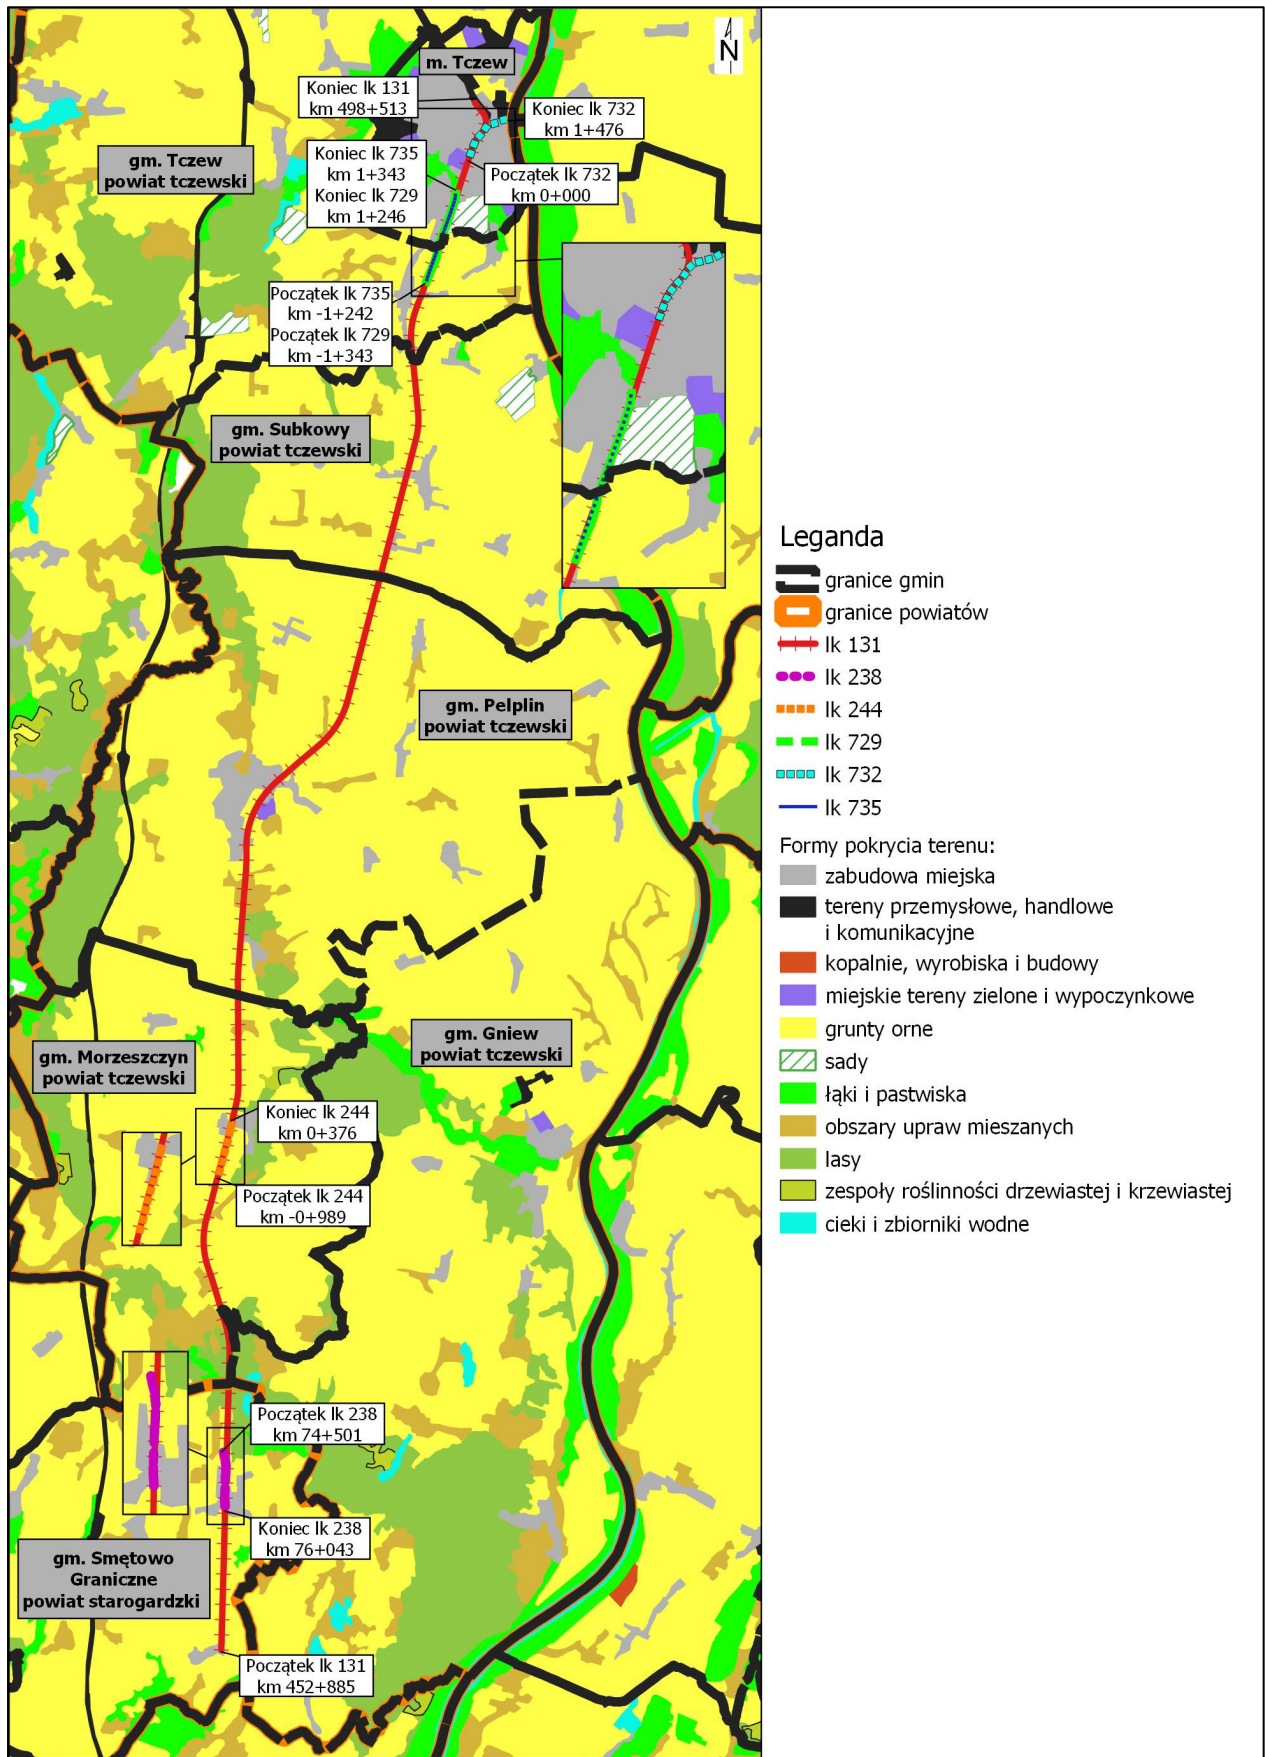 N
m. Tczew
Koniec lk 131
km 498+513
Koniec lk 732
km 1+476
gm. Tczew
powiat tczewski
Koniec lk 735
km 1+343
Koniec lk 729
km 1+246
Początek lk 732
km 0+000
Początek lk 735
km -1+242
Początek lk 729
km -1+343
gm. Subkowy
powiat tczewski
gm. Pelplin
powiat tczewski
gm. Gniew
powiat tczewski
gm. Morzeszczyn
powiat tczewski
Koniec lk 244
km 0+376
Początek lk 244
km -0+989
Początek lk 238
km 74+501
Koniec lk 238
km 76+043
gm. Smętowo
Graniczne
powiat starogardzki
Początek lk 131
km 452+885
Leganda
granice gmin
granice powiatów
lk 131
lk 238
lk 244
lk 729
lk 732
lk 735
Formy pokrycia terenu:
zabudowa miejska
tereny przemysłowe, handlowe
i komunikacyjne
kopalnie, wyrobiska i budowy
miejskie tereny zielone i wypoczynkowe
grunty orne
sady
łąki i pastwiska
obszary upraw mieszanych
lasy
zespoły roślinności drzewiastej i krzewiastej
cieki i zbiorniki wodne